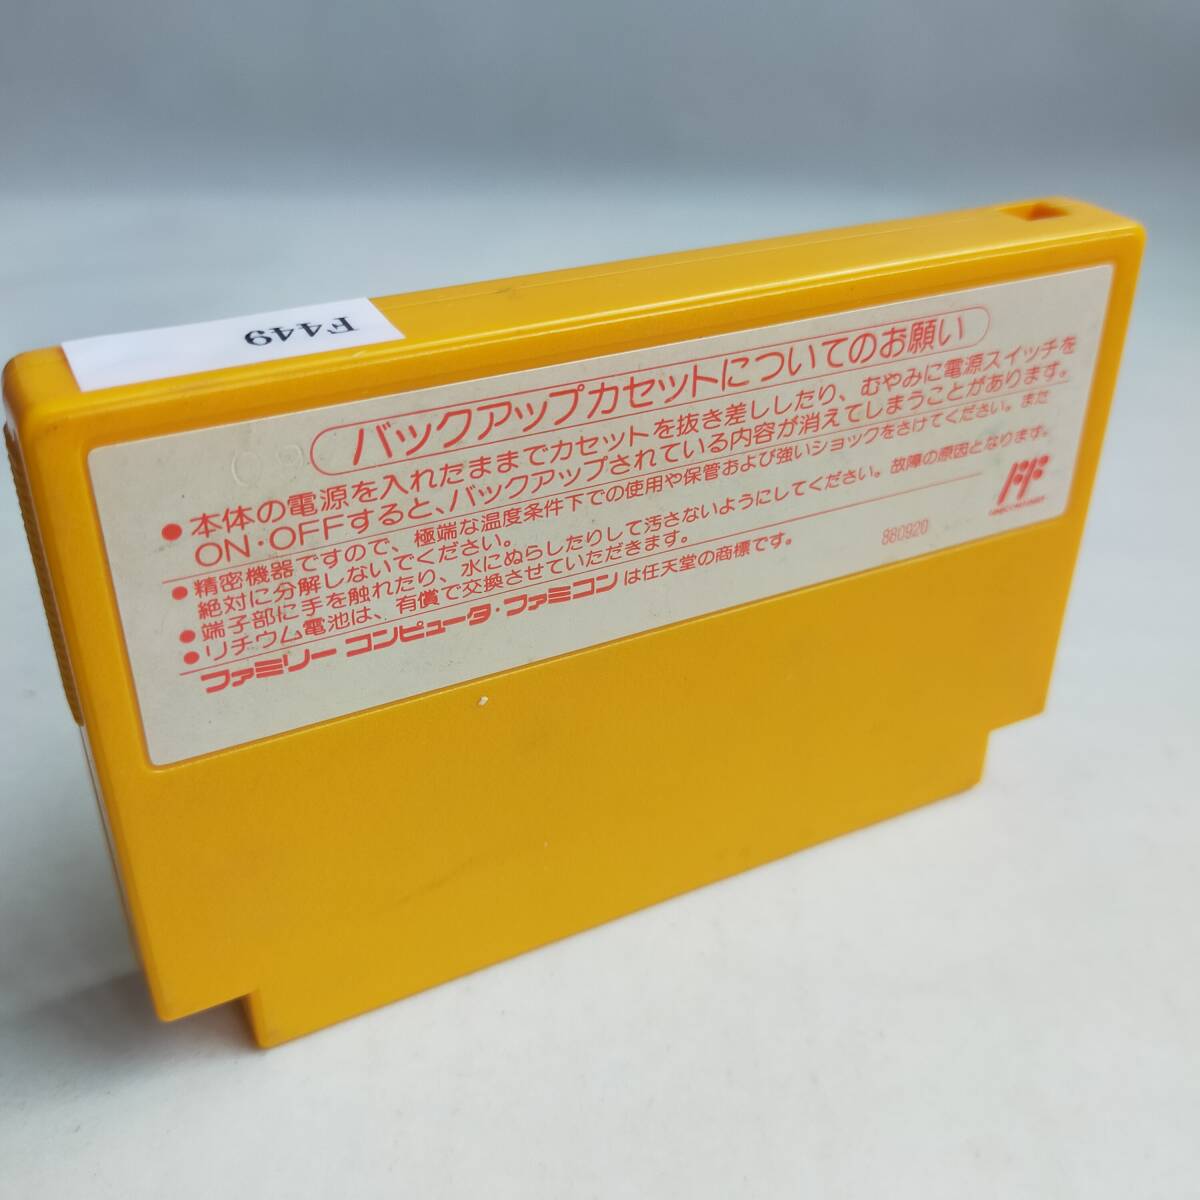 F449
バックアップカセットについてのお願い
●本体の電源を入れたままでカセットを抜き差ししたり、むやみに電源スイッチを
ON・OFFすると、バックアップされている内容が消えてしまうことがあります。
●精密機器ですので、極端な温度条件下での使用や保管および強いショックをさけてください。また
絶対に分解しないでください。
●端子部に手を触れたり、水にぬらしたりして汚さないようにしてください。故障の原因となります。
●リチウム電池は、有償で交換させていただきます。
ファミリーコンピュータ・ファミコンは任天堂の商標です。
880920
FF